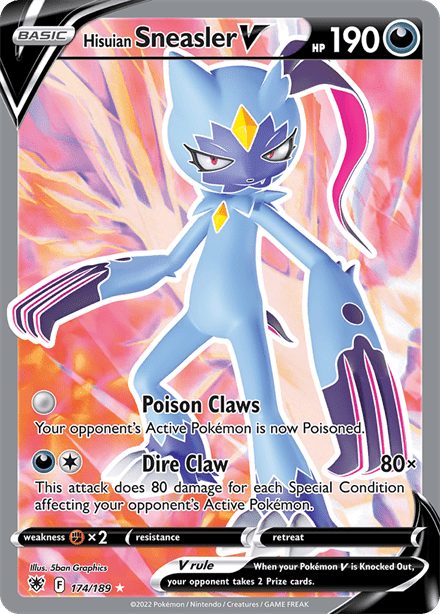 BASIC Hisuian Sneasler V HP 190
Poison Claws
Your opponent's Active Pokémon is now Poisoned.
Dire Claw 80×
This attack does 80 damage for each Special Condition
affecting your opponent's Active Pokémon.
weakness ×2 resistance retreat
Illus. 5ban Graphics
V rule When your Pokémon V is Knocked Out,
your opponent takes 2 Prize cards.
F 174/189
©2022 Pokémon / Nintendo / Creatures / GAME FREAK